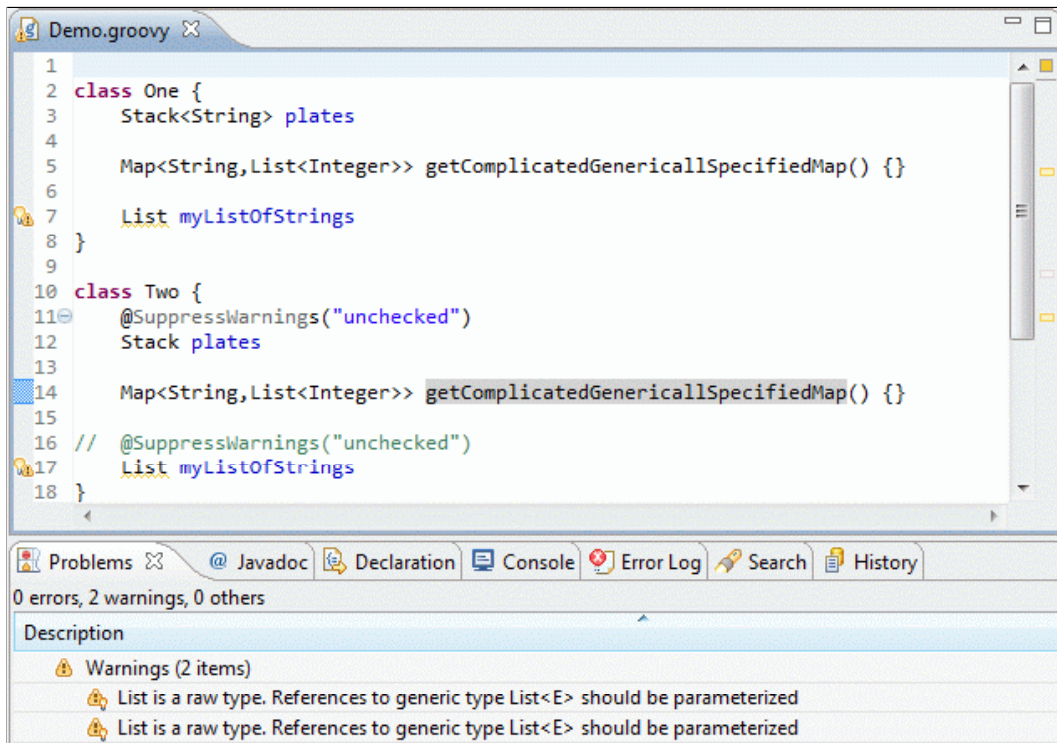 Demo.groovy
1
2 class One {
3 Stack<String> plates
4
5 Map<String,List<Integer>> getComplicatedGenericallSpecifiedMap() {}
6
7 List myListOfStrings
8 }
9
10 class Two {
11 @SuppressWarnings("unchecked")
12 Stack plates
13
14 Map<String,List<Integer>> getComplicatedGenericallSpecifiedMap() {}
15
16 // @SuppressWarnings("unchecked")
17 List myListOfStrings
18 }
Problems @ Javadoc Declaration Console Error Log Search History
0 errors, 2 warnings, 0 others
Description
Warnings (2 items)
List is a raw type. References to generic type List<E> should be parameterized
List is a raw type. References to generic type List<E> should be parameterized